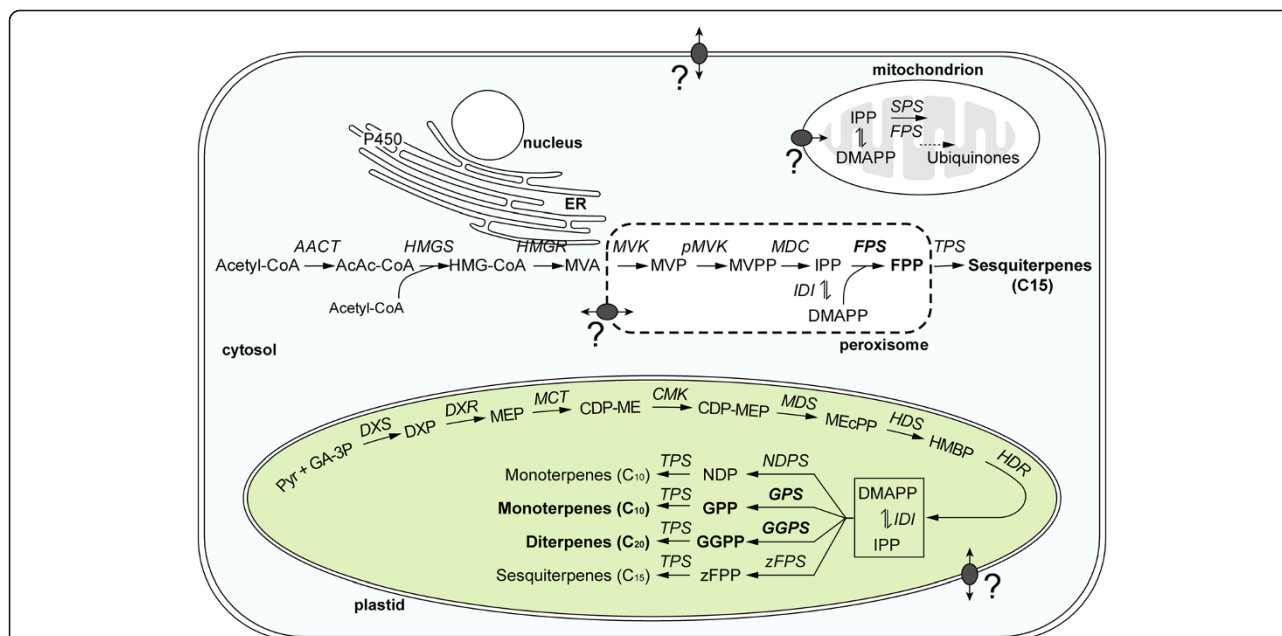 ?
mitochondrion
SPS
IPP
FPS
?
DMAPP
Ubiquinones
P450
nucleus
ER
AACT HMGS HMGR MVK pMVK MDC FPS TPS
Acetyl-CoA AcAc-CoA HMG-CoA MVA MVP MVPP IPP FPP Sesquiterpenes
(C15)
IDI
Acetyl-CoA
DMAPP
?
cytosol
peroxisome
DXS DXR MCT CMK MDS HDS HDR
Pyr + GA-3P DXP MEP CDP-ME CDP-MEP MEcPP HMBP
Monoterpenes (C10) TPS NDP NDPS
Monoterpenes (C10) TPS GPP GPS
Diterpenes (C20) TPS GGPP GGPS
Sesquiterpenes (C15) TPS zFPP zFPS
DMAPP
IDI
IPP
?
plastid